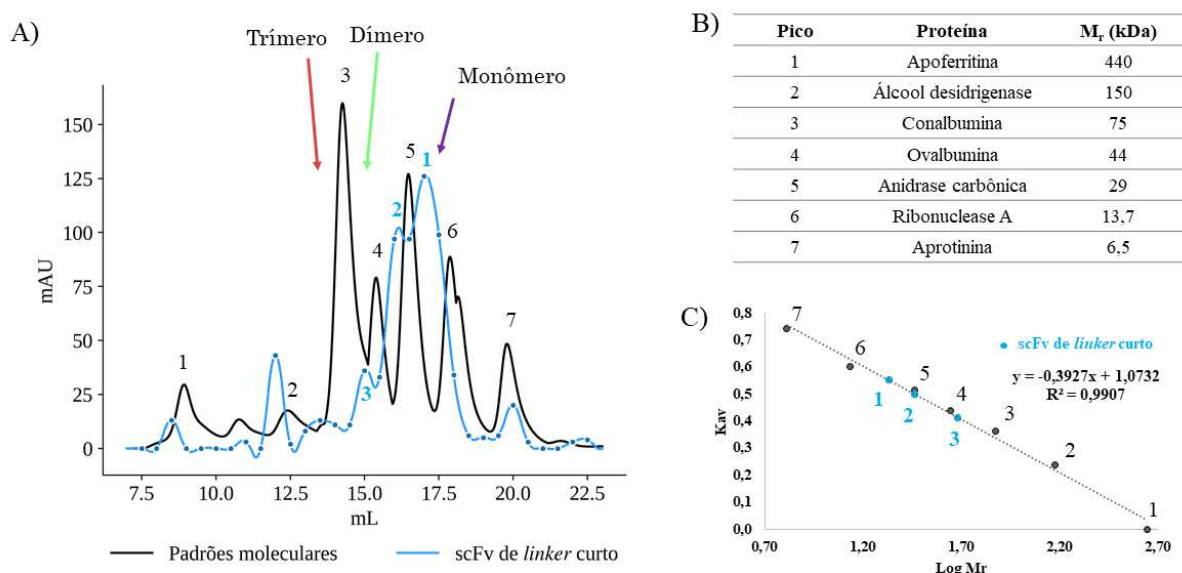 A)
Trímero
Dímero
Monômero
1
2
3
4
5
6
7
1
2
3
150
125
100
75
50
25
0
mAU
7.5
10.0
12.5
15.0
17.5
20.0
22.5
mL
Padrões moleculares
scFv de linker curto
B)
Pico Proteína Mr (kDa)
1 Apoferritina 440
2 Álcool desidrigenase 150
3 Conalbumina 75
4 Ovalbumina 44
5 Anidrase carbônica 29
6 Ribonuclease A 13,7
7 Aprotinina 6,5
C)
0,8
0,7
0,6
0,5
0,4
0,3
0,2
0,1
0,0
Kav
7
6
5
4
3
2
1
1
2
3
scFv de linker curto
y = -0,3927x + 1,0732
R² = 0,9907
0,70
1,20
1,70
2,20
2,70
Log Mr